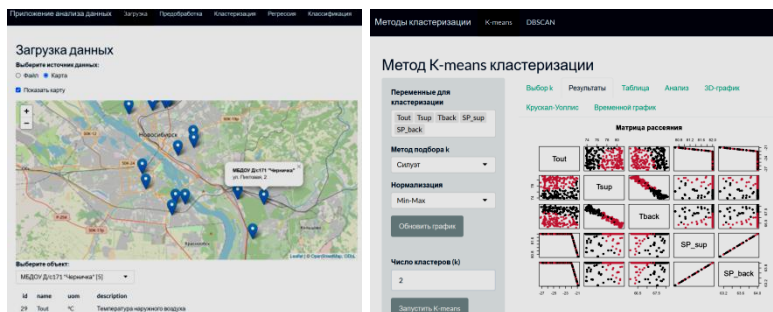 Приложение анализа данных Загрузка Предобработка Кластеризация Регрессия Классификация
Загрузка данных
Выберите источник данных:
Файл Карта
Показать карту
+
−
Новосибирск
МБДОУ Д/с171 "Черничка"
ул. Пихтовая, 2
Краснообск
Leaflet | © OpenStreetMap, ODbL
Выберите объект:
МБДОУ Д/с171 "Черничка" [5]
id name uom description
29 Tout °C Температура наружного воздуха
Методы кластеризации K-means DBSCAN
Метод K-means кластеризации
Переменные для кластеризации
Tout Tsup Tback SP_sup
SP_back
Метод подбора k
Силуэт
Нормализация
Min-Max
Обновить график
Число кластеров (k)
2
Запустить K-means
Выбор k Результаты Таблица Анализ 3D-график
Крускал-Уоллис Временной график
Матрица рассеяния
Tout
Tsup
Tback
SP_sup
SP_back